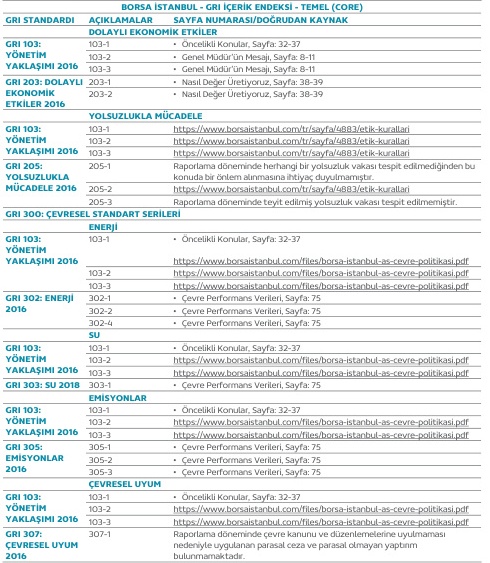 BORSA İSTANBUL - GRI İÇERİK ENDEKSİ - TEMEL (CORE)
GRI STANDARDI AÇIKLAMALAR SAYFA NUMARASI/DOĞRUDAN KAYNAK
DOLAYLI EKONOMİK ETKİLER
GRI 103: 103-1 • Öncelikli Konular, Sayfa: 32-37
YÖNETİM 103-2 • Genel Müdür'ün Mesajı, Sayfa: 8-11
YAKLAŞIMI 2016 103-3 • Genel Müdür'ün Mesajı, Sayfa: 8-11
GRI 203: DOLAYLI 203-1 • Nasıl Değer Üretiyoruz, Sayfa: 38-39
EKONOMİK 203-2 • Nasıl Değer Üretiyoruz, Sayfa: 38-39
ETKİLER 2016
YOLSUZLUKLA MÜCADELE
GRI 103: 103-1 https://www.borsaistanbul.com/tr/sayfa/4883/etik-kurallari
YÖNETİM 103-2 https://www.borsaistanbul.com/tr/sayfa/4883/etik-kurallari
YAKLAŞIMI 2016 103-3 https://www.borsaistanbul.com/tr/sayfa/4883/etik-kurallari
GRI 205: 205-1 Raporlama döneminde herhangi bir yolsuzluk vakası tespit edilmediğinden bu
YOLSUZLUKLA konuda bir önlem alınmasına ihtiyaç duyulmamıştır.
MÜCADELE 2016 205-2 https://www.borsaistanbul.com/tr/sayfa/4883/etik-kurallari
205-3 Raporlama döneminde teyit edilmiş yolsuzluk vakası tespit edilmemiştir.
GRI 300: ÇEVRESEL STANDART SERİLERİ
ENERJİ
GRI 103: 103-1 • Öncelikli Konular, Sayfa: 32-37
YÖNETİM
YAKLAŞIMI 2016 https://www.borsaistanbul.com/files/borsa-istanbul-as-cevre-politikasi.pdf
103-2 https://www.borsaistanbul.com/files/borsa-istanbul-as-cevre-politikasi.pdf
103-3 https://www.borsaistanbul.com/files/borsa-istanbul-as-cevre-politikasi.pdf
GRI 302: ENERJİ 302-1 • Çevre Performans Verileri, Sayfa: 75
2016 302-2 • Çevre Performans Verileri, Sayfa: 75
302-4 • Çevre Performans Verileri, Sayfa: 75
SU
GRI 103: 103-1 • Öncelikli Konular, Sayfa: 32-37
YÖNETİM 103-2 https://www.borsaistanbul.com/files/borsa-istanbul-as-cevre-politikasi.pdf
YAKLAŞIMI 2016 103-3 https://www.borsaistanbul.com/files/borsa-istanbul-as-cevre-politikasi.pdf
GRI 303: SU 2018 303-1 • Çevre Performans Verileri, Sayfa: 75
EMİSYONLAR
GRI 103: 103-1 • Öncelikli Konular, Sayfa: 32-37
YÖNETİM 103-2 https://www.borsaistanbul.com/files/borsa-istanbul-as-cevre-politikasi.pdf
YAKLAŞIMI 2016 103-3 https://www.borsaistanbul.com/files/borsa-istanbul-as-cevre-politikasi.pdf
GRI 305: 305-1 • Çevre Performans Verileri, Sayfa: 75
EMİSYONLAR 305-2 • Çevre Performans Verileri, Sayfa: 75
2016 305-3 • Çevre Performans Verileri, Sayfa: 75
ÇEVRESEL UYUM
GRI 103: 103-1 • Öncelikli Konular, Sayfa: 32-37
YÖNETİM 103-2 https://www.borsaistanbul.com/files/borsa-istanbul-as-cevre-politikasi.pdf
YAKLAŞIMI 2016 103-3 https://www.borsaistanbul.com/files/borsa-istanbul-as-cevre-politikasi.pdf
GRI 307: 307-1 Raporlama döneminde çevre kanunu ve düzenlemelerine uyulmaması
ÇEVRESEL UYUM nedeniyle uygulanan parasal ceza ve parasal olmayan yaptırım
2016 bulunmamaktadır.